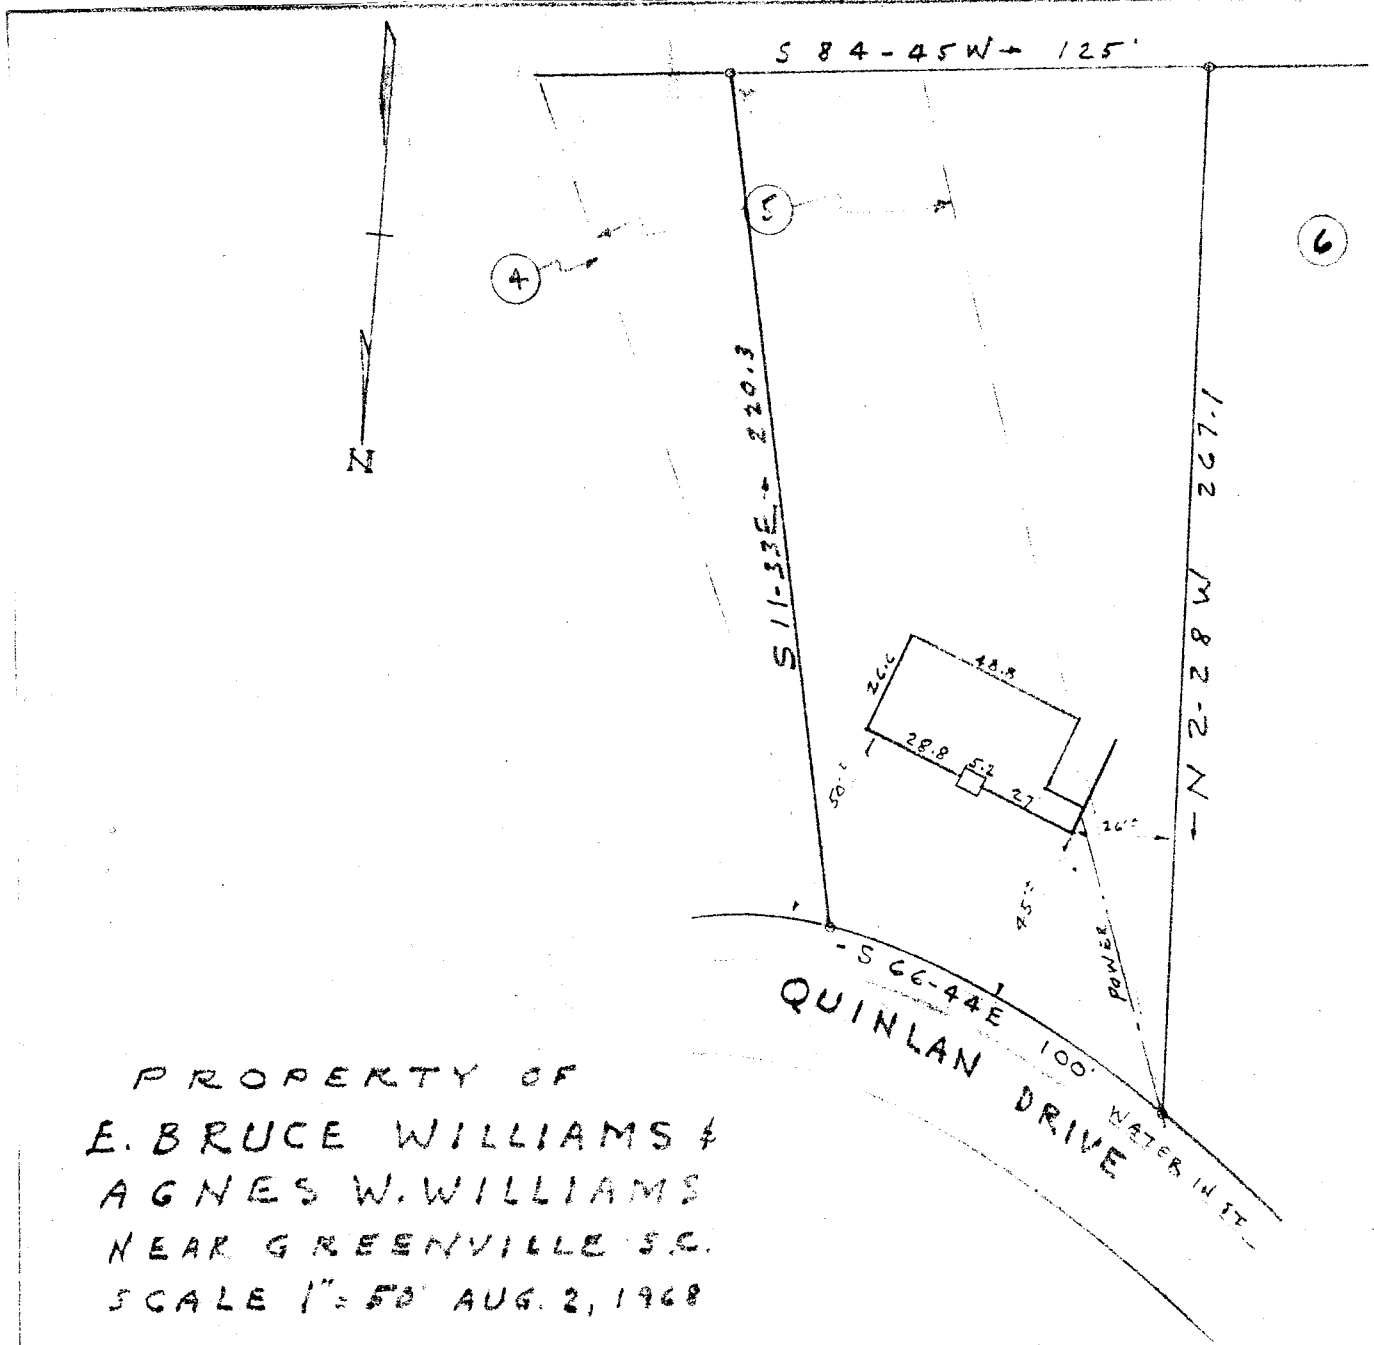 S 84-45W → 125'
5
4
6
Z
S 11-33E → 220.3
← N 2-28 W 267.1
48.8
26.6
28.8
5.2
27
50'±
26'±
45'±
POWER
- S 66-44E 100'
QUINLAN DRIVE
WATER IN ST.
PROPERTY OF
E. BRUCE WILLIAMS &
AGNES W. WILLIAMS
NEAR GREENVILLE S.C.
SCALE 1"=50' AUG. 2, 1968